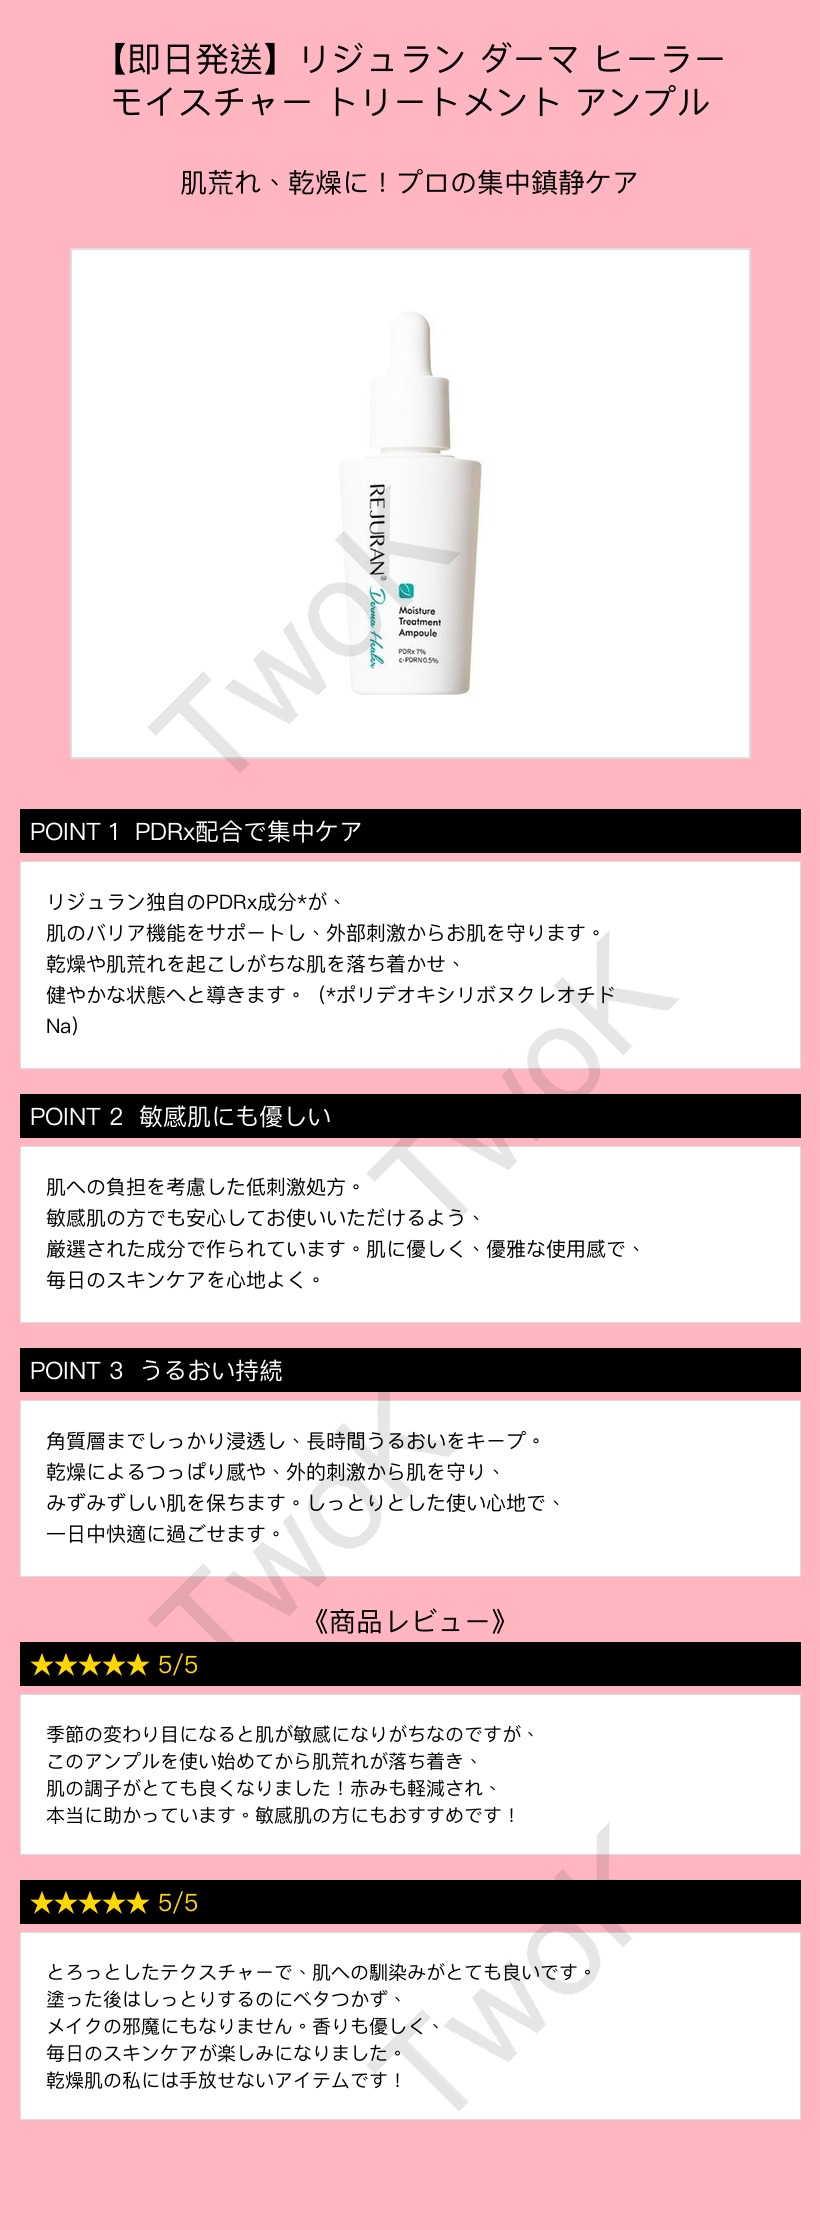 【即日発送】リジュラン ダーマ ヒーラー
モイスチャー トリートメント アンプル
肌荒れ、乾燥に！プロの集中鎮静ケア
REJURAN®
Derma Healer
Moisture
Treatment
Ampoule
PDRx 7%
c-PDRN 0.5%
TwoK
POINT 1 PDRx配合で集中ケア
リジュラン独自のPDRx成分*が、
肌のバリア機能をサポートし、外部刺激からお肌を守ります。
乾燥や肌荒れを起こしがちな肌を落ち着かせ、
健やかな状態へと導きます。（*ポリデオキシリボヌクレオチド
Na）
TwoK
POINT 2 敏感肌にも優しい
肌への負担を考慮した低刺激処方。
敏感肌の方でも安心してお使いいただけるよう、
厳選された成分で作られています。肌に優しく、優雅な使用感で、
毎日のスキンケアを心地よく。
POINT 3 うるおい持続
角質層までしっかり浸透し、長時間うるおいをキープ。
乾燥によるつっぱり感や、外的刺激から肌を守り、
みずみずしい肌を保ちます。しっとりとした使い心地で、
一日中快適に過ごせます。
TwoK
《商品レビュー》
★★★★★ 5/5
季節の変わり目になると肌が敏感になりがちなのですが、
このアンプルを使い始めてから肌荒れが落ち着き、
肌の調子がとても良くなりました！赤みも軽減され、
本当に助かっています。敏感肌の方にもおすすめです！
★★★★★ 5/5
とろっとしたテクスチャーで、肌への馴染みがとても良いです。
塗った後はしっとりするのにベタつかず、
メイクの邪魔にもなりません。香りも優しく、
毎日のスキンケアが楽しみになりました。
乾燥肌の私には手放せないアイテムです！
TwoK